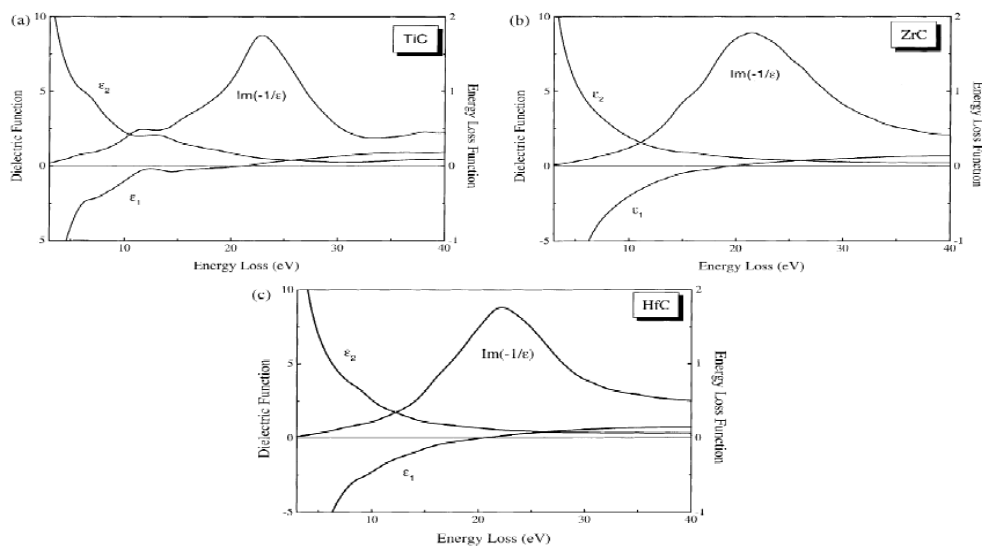 (a)
TiC
10
5
0
5
2
1
0
-1
ε2
Im(-1/ε)
ε1
Dielectric Function
Energy Loss Function
10 20 30 40
Energy Loss (eV)
(b)
ZrC
10
5
0
-5
2
1
0
-1
ε2
Im(-1/ε)
ε1
Dielectric Function
Energy Loss Function
10 20 30 40
Energy Loss (eV)
(c)
HfC
10
5
0
-5
2
1
0
-1
ε2
Im(-1/ε)
ε1
Dielectric Function
Energy Loss Function
10 20 30 40
Energy Loss (eV)